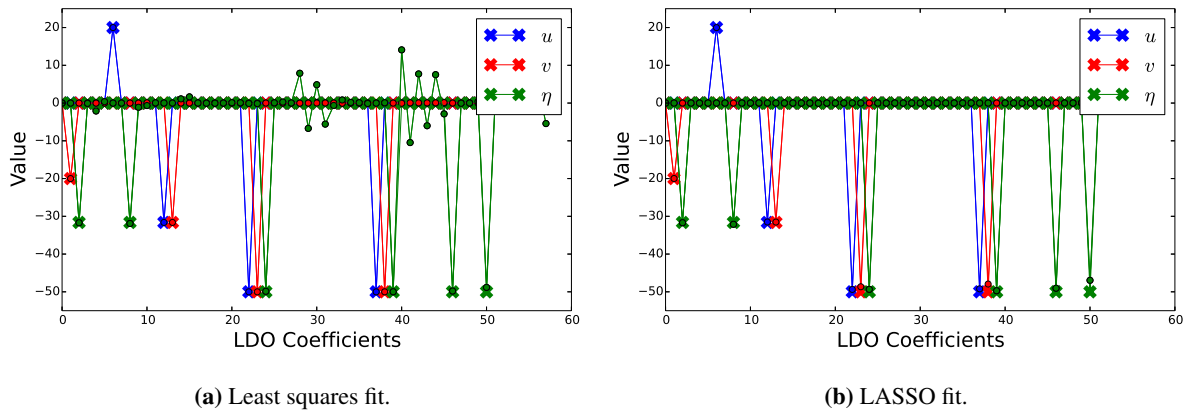 20
10
0
−10
−20
−30
−40
−50
Value
0 10 20 30 40 50 60
LDO Coefficients
u
v
η
(a) Least squares fit.
20
10
0
−10
−20
−30
−40
−50
Value
0 10 20 30 40 50 60
LDO Coefficients
u
v
η
(b) LASSO fit.